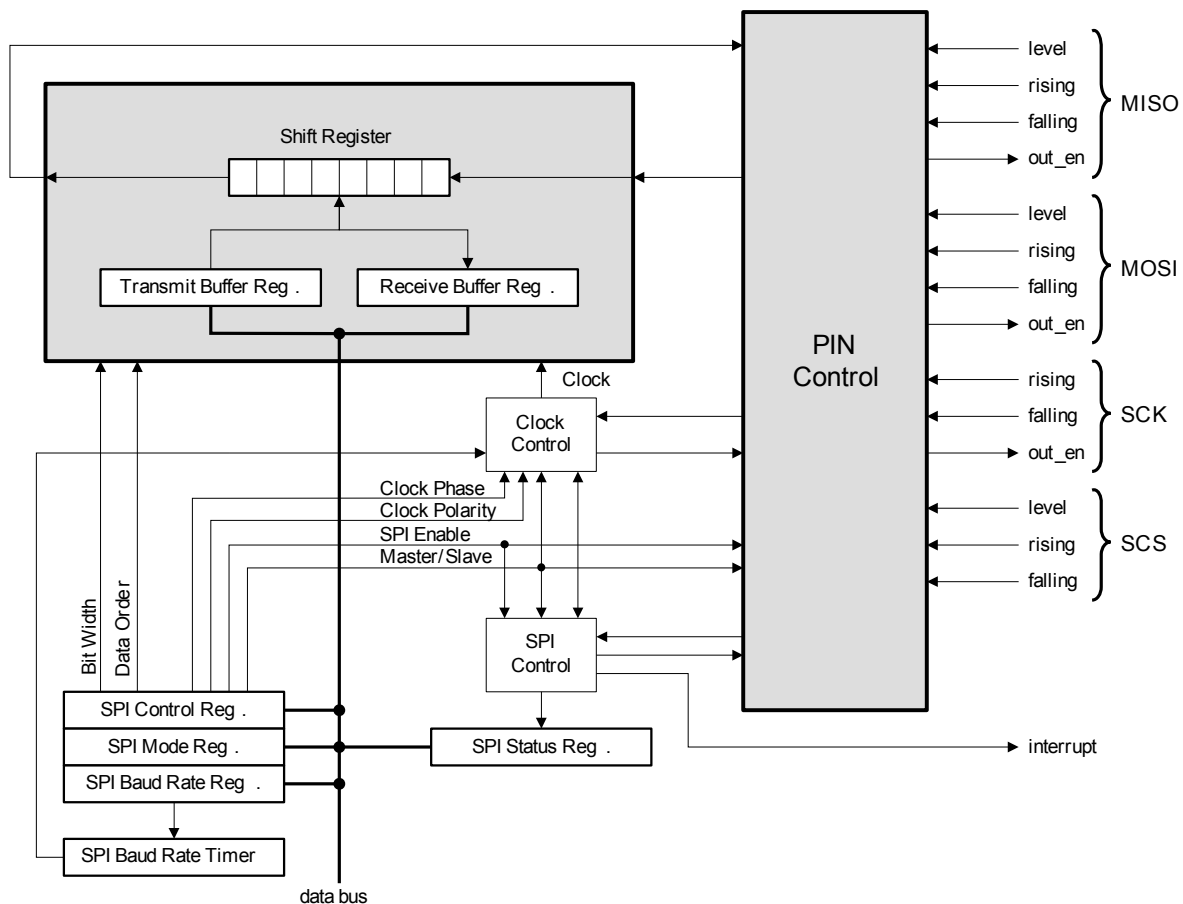 level
rising
falling
out_en
MISO
Shift Register
level
rising
falling
out_en
MOSI
Transmit Buffer Reg .
Receive Buffer Reg .
PIN
Control
Clock
Clock
Control
rising
falling
out_en
SCK
Clock Phase
Clock Polarity
SPI Enable
Master/Slave
level
rising
falling
SCS
Bit Width
Data Order
SPI
Control
SPI Control Reg .
SPI Mode Reg .
SPI Baud Rate Reg .
SPI Status Reg .
interrupt
SPI Baud Rate Timer
data bus